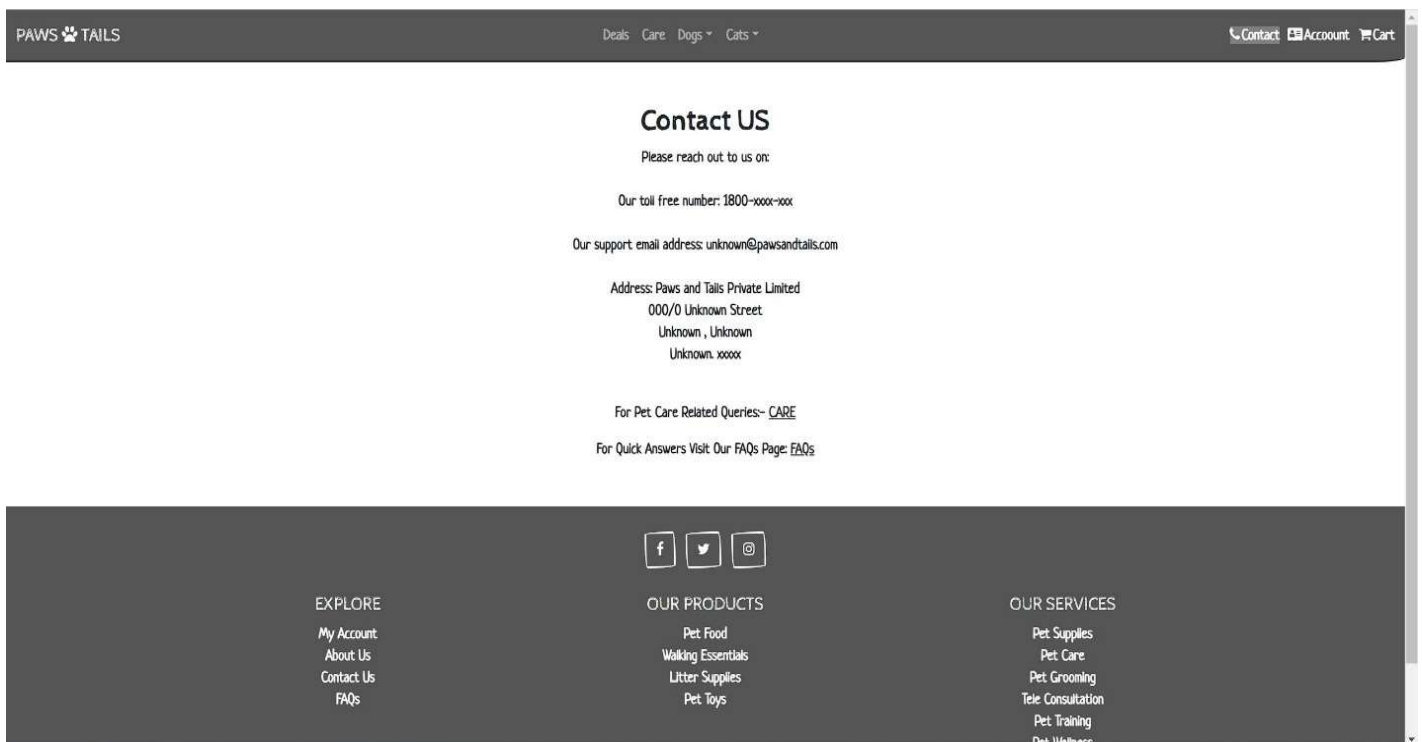 PAWS TAILS
Deals Care Dogs Cats
Contact Accoount Cart
Contact US
Please reach out to us on:
Our toll free number: 1800-xxxx-xxx
Our support email address: unknown@pawsandtails.com
Address: Paws and Tails Private Limited
000/0 Unknown Street
Unknown , Unknown
Unknown. xxxxx
For Pet Care Related Queries:- CARE
For Quick Answers Visit Our FAQs Page: FAQs
EXPLORE
My Account
About Us
Contact Us
FAQs
OUR PRODUCTS
Pet Food
Walking Essentials
Litter Supplies
Pet Toys
OUR SERVICES
Pet Supplies
Pet Care
Pet Grooming
Tele Consultation
Pet Training
Pet Wellness